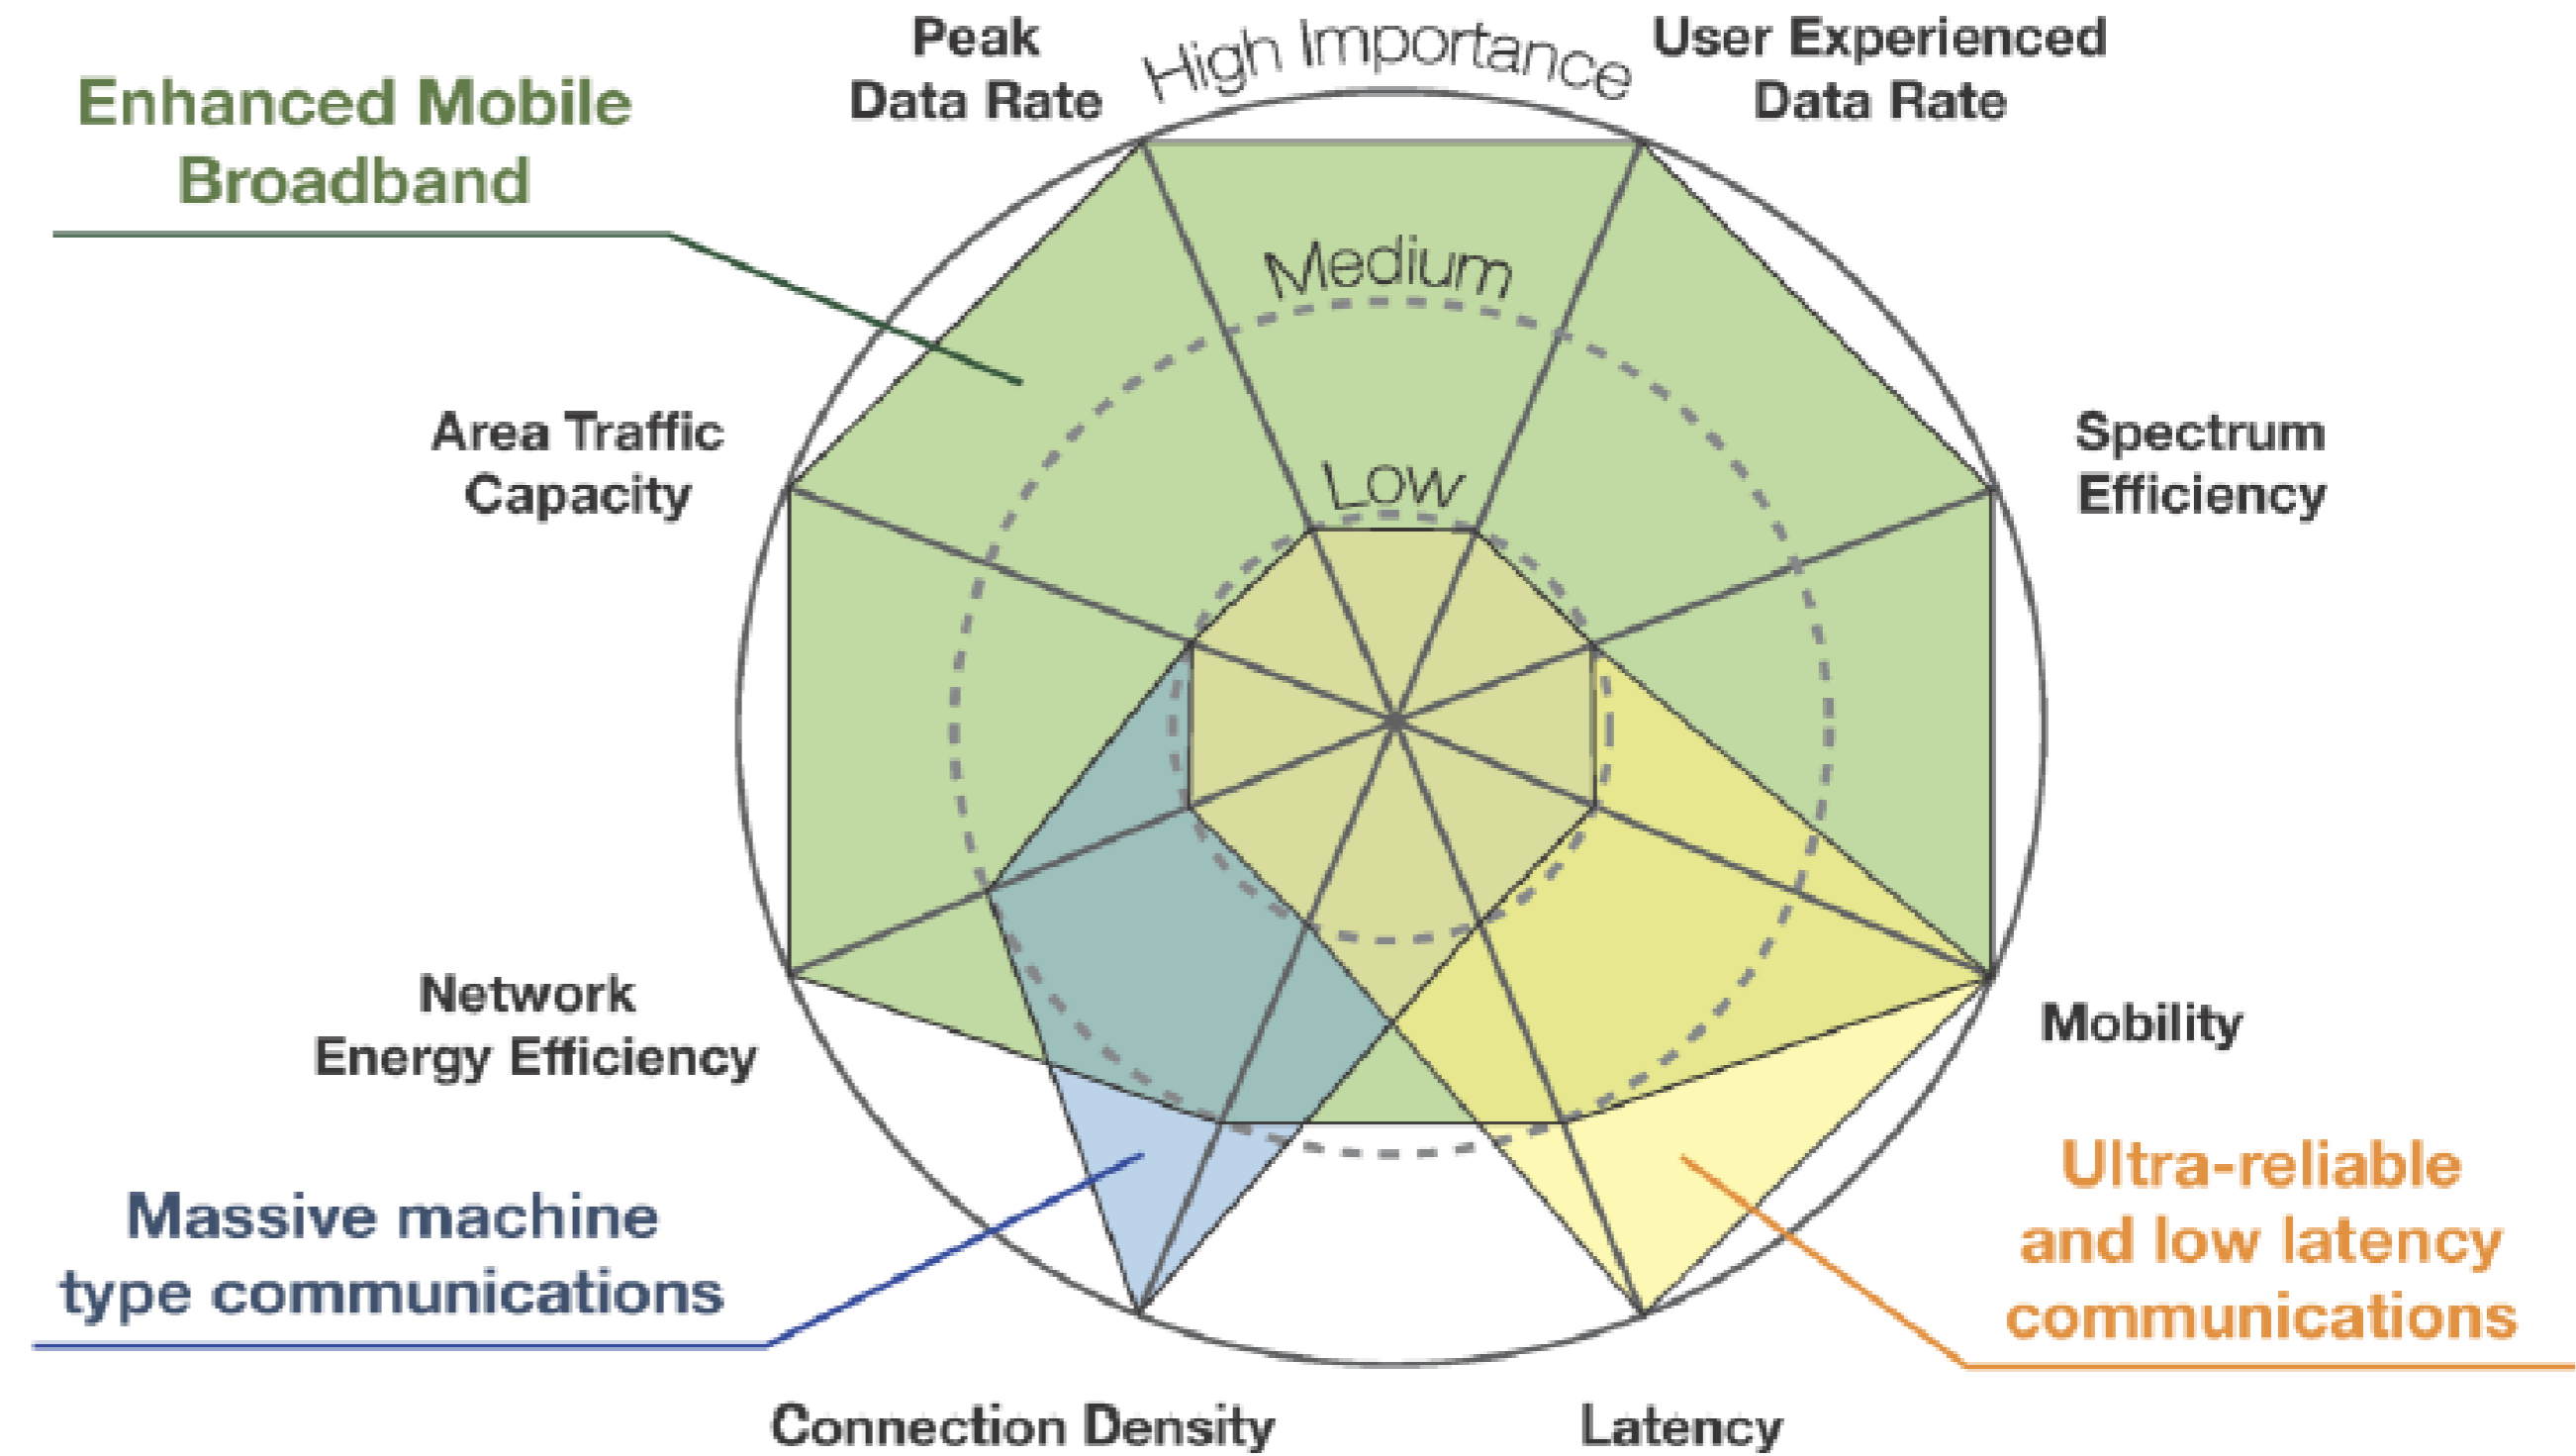 Peak
Data Rate
High Importance
User Experienced
Data Rate
Enhanced Mobile
Broadband
Medium
Area Traffic
Capacity
Low
Spectrum
Efficiency
Network
Energy Efficiency
Mobility
Massive machine
type communications
Ultra-reliable
and low latency
communications
Connection Density
Latency